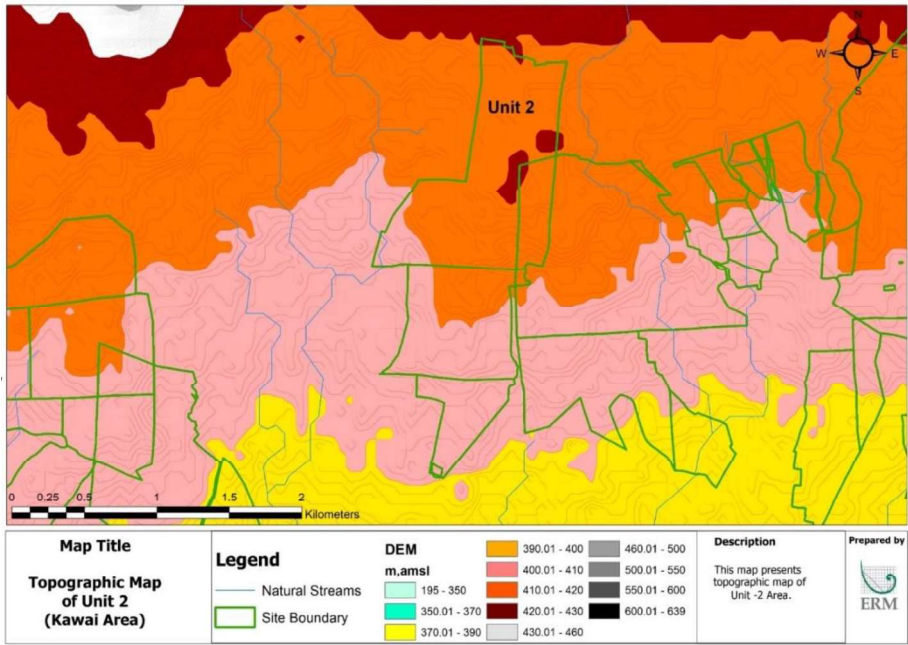 N
W E
S
Unit 2
0 0.25 0.5 1 1.5 2
Kilometers
Map Title
Topographic Map
of Unit 2
(Kawai Area)
Legend
Natural Streams
Site Boundary
DEM
m,amsl
195 - 350
350.01 - 370
370.01 - 390
390.01 - 400
400.01 - 410
410.01 - 420
420.01 - 430
430.01 - 460
460.01 - 500
500.01 - 550
550.01 - 600
600.01 - 639
Description
This map presents
topographic map of
Unit -2 Area.
Prepared by
ERM